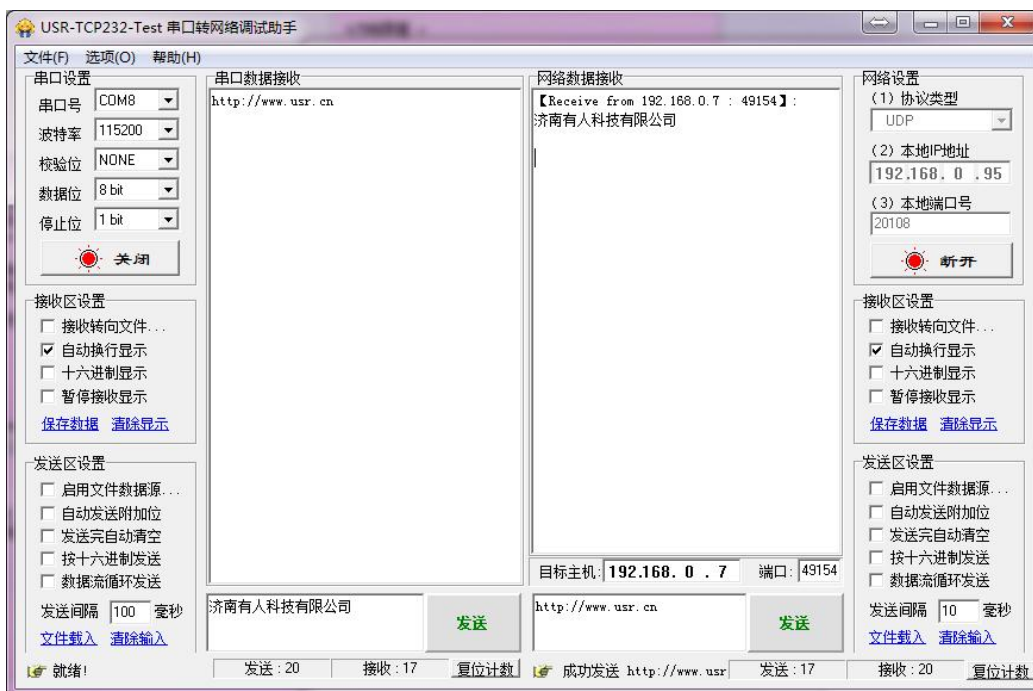 USR-TCP232-Test 串口转网络调试助手
文件(F) 选项(O) 帮助(H)
串口设置
串口号 COM8
波特率 115200
校验位 NONE
数据位 8 bit
停止位 1 bit
关闭
接收区设置
接收转向文件...
自动换行显示
十六进制显示
暂停接收显示
保存数据 清除显示
发送区设置
启用文件数据源...
自动发送附加位
发送完自动清空
按十六进制发送
数据流循环发送
发送间隔 100 毫秒
文件载入 清除输入
串口数据接收
http://www.usr.cn
济南有人科技有限公司
发送
网络数据接收
【Receive from 192.168.0.7 : 49154】:
济南有人科技有限公司
目标主机: 192.168. 0 . 7 端口: 49154
http://www.usr.cn
发送
网络设置
(1) 协议类型
UDP
(2) 本地IP地址
192.168. 0 .95
(3) 本地端口号
20108
断开
接收区设置
接收转向文件...
自动换行显示
十六进制显示
暂停接收显示
保存数据 清除显示
发送区设置
启用文件数据源...
自动发送附加位
发送完自动清空
按十六进制发送
数据流循环发送
发送间隔 10 毫秒
文件载入 清除输入
就绪! 发送:20 接收:17 复位计数 成功发送 http://www.usr 发送:17 接收:20 复位计数